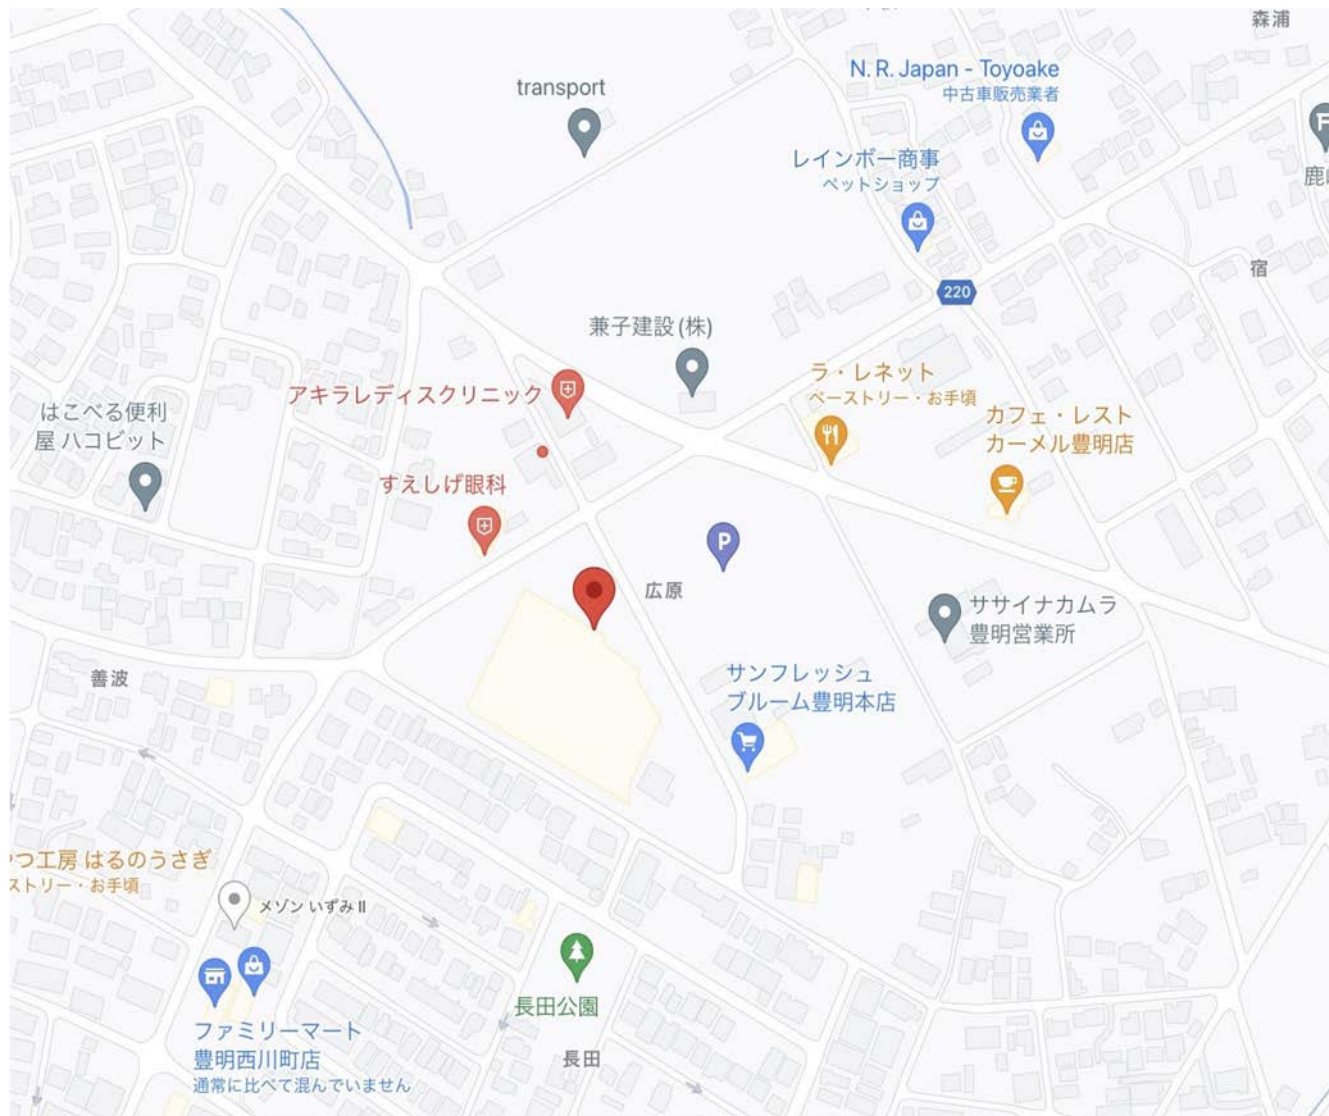 森浦
N. R. Japan - Toyoake
中古車販売業者
transport
レインボー商事
ペットショップ
宿
220
兼子建設(株)
ラ・レネット
ペーストリー・お手頃
アキラレディスクリニック
はこべる便利
屋 ハコビット
カフェ・レスト
カーメル豊明店
すえしげ眼科
P
広原
ササイナカムラ
豊明営業所
善波
サンフレッシュ
ブルーム豊明本店
つ工房 はるのうさぎ
ストリー・お手頃
メゾン いずみ II
長田公園
ファミリーマート
豊明西川町店
通常に比べて混んでいません
長田